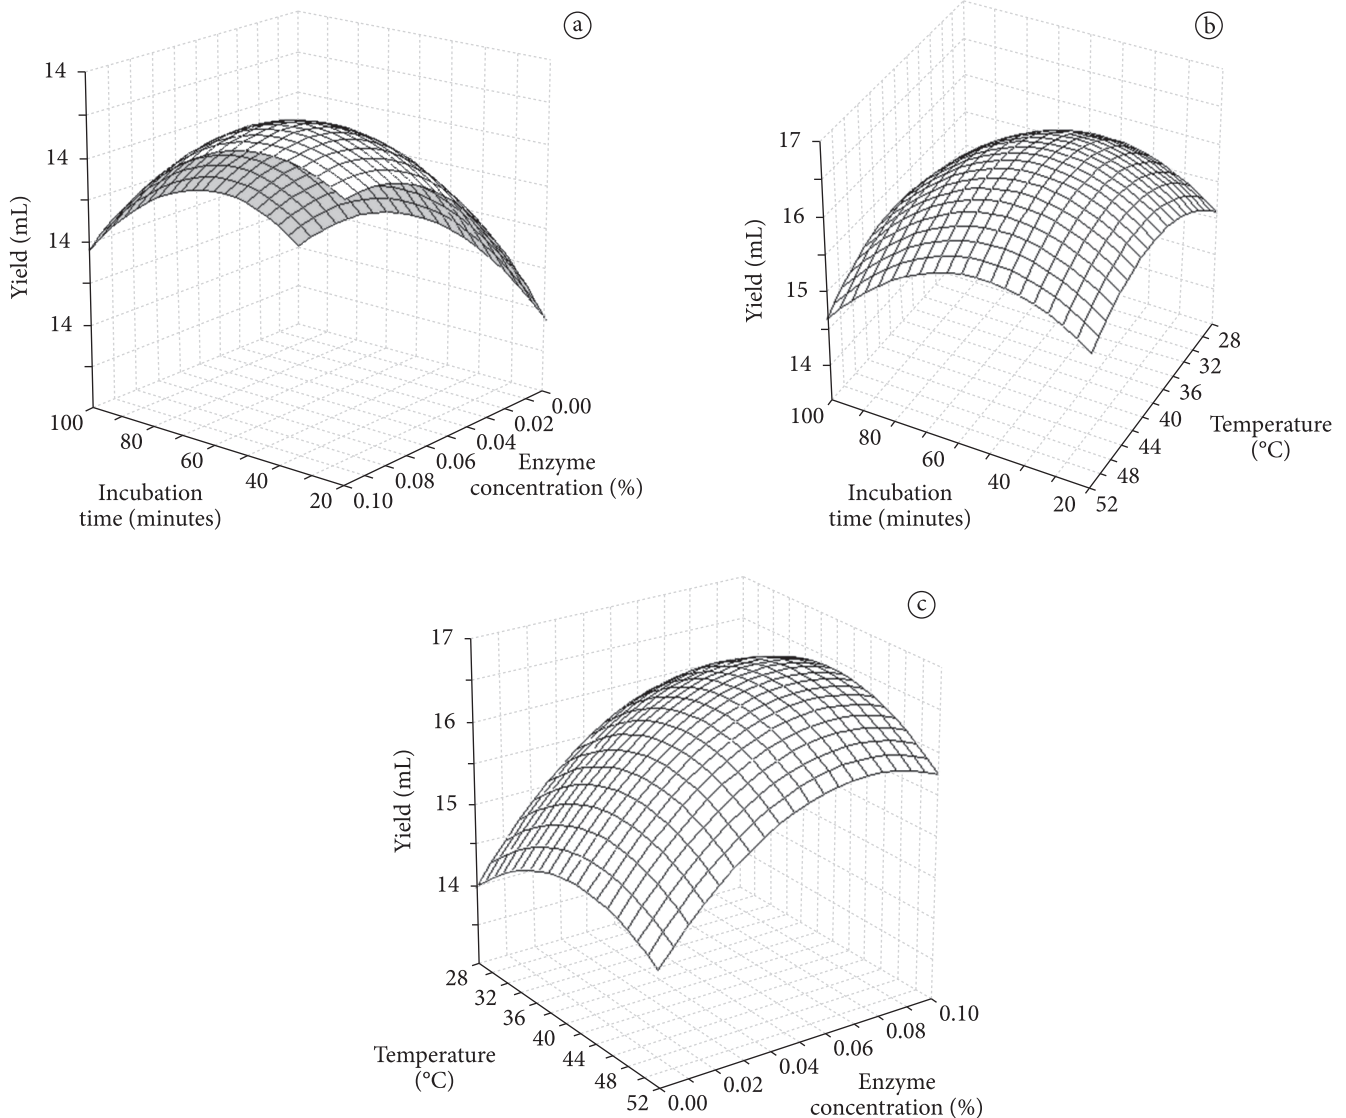 a
14
14
14
14
Yield (mL)
100
80
60
40
20
Incubation
time (minutes)
0.10
0.08
0.06
0.04
0.02
0.00
Enzyme
concentration (%)
b
17
16
15
14
Yield (mL)
100
80
60
40
20
Incubation
time (minutes)
52
48
44
40
36
32
28
Temperature
(°C)
c
17
16
15
14
Yield (mL)
28
32
36
40
44
48
52
Temperature
(°C)
0.00
0.02
0.04
0.06
0.08
0.10
Enzyme
concentration (%)